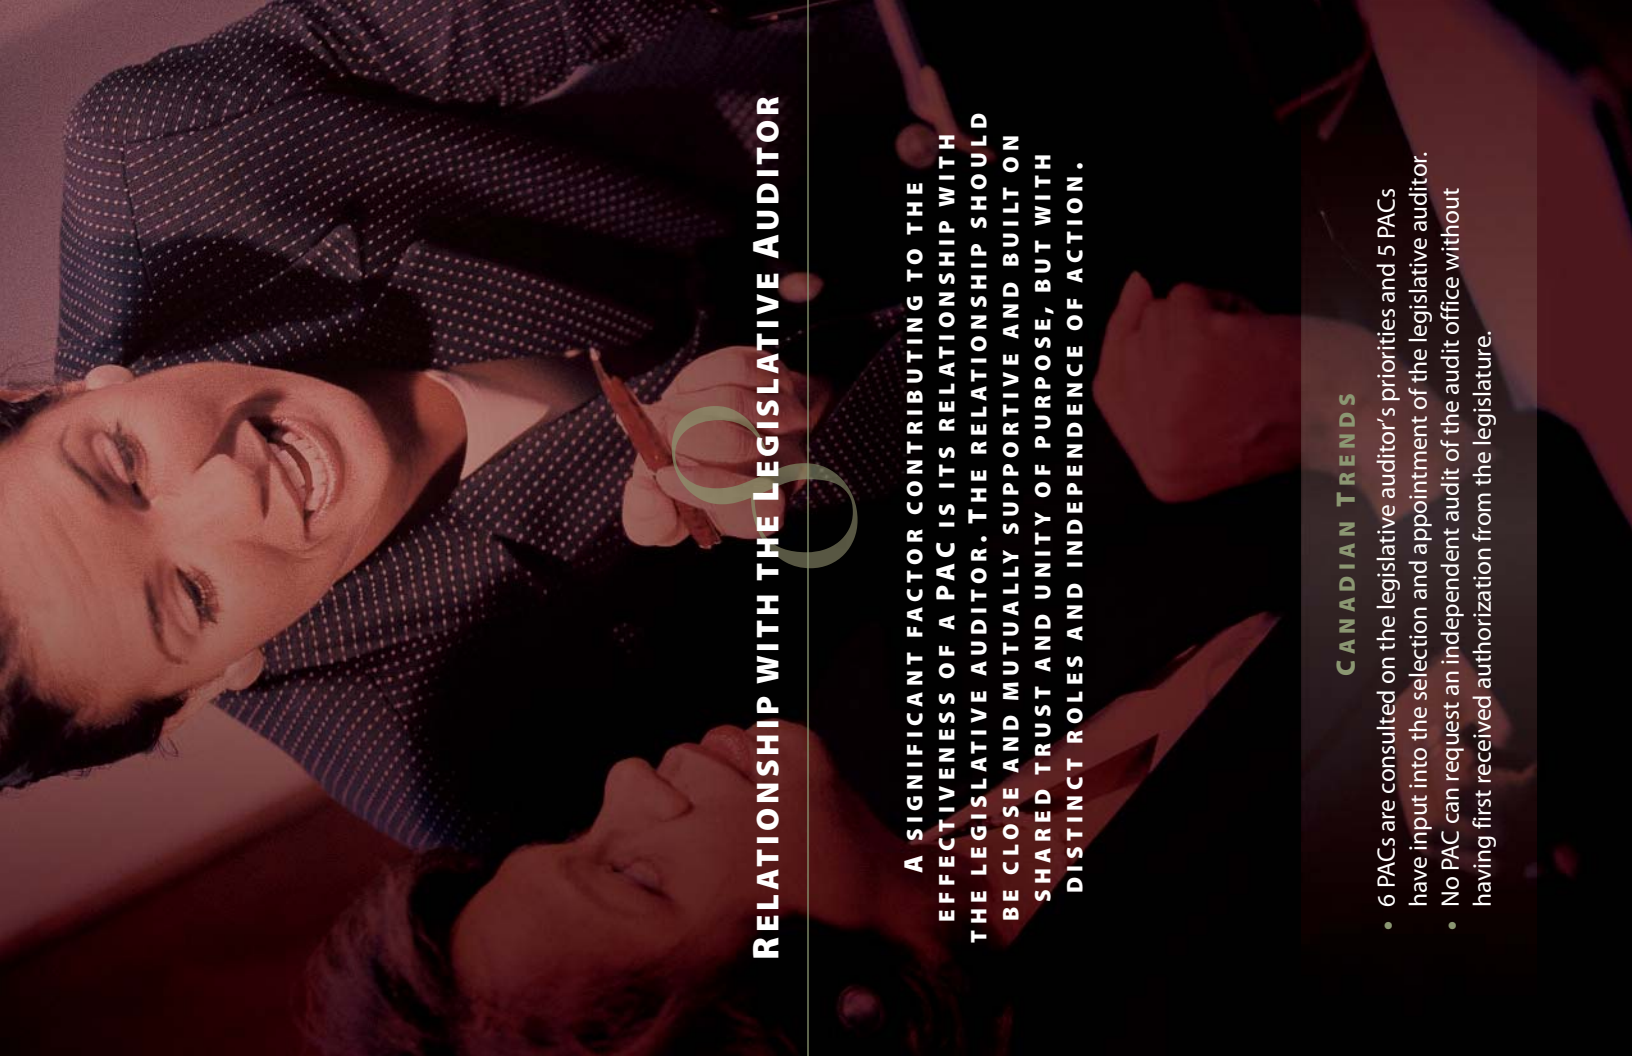 8
RELATIONSHIP WITH THE LEGISLATIVE AUDITOR
A SIGNIFICANT FACTOR CONTRIBUTING TO THE
EFFECTIVENESS OF A PAC IS ITS RELATIONSHIP WITH
THE LEGISLATIVE AUDITOR. THE RELATIONSHIP SHOULD
BE CLOSE AND MUTUALLY SUPPORTIVE AND BUILT ON
SHARED TRUST AND UNITY OF PURPOSE, BUT WITH
DISTINCT ROLES AND INDEPENDENCE OF ACTION.
CANADIAN TRENDS
• 6 PACs are consulted on the legislative auditor's priorities and 5 PACs
have input into the selection and appointment of the legislative auditor.
• No PAC can request an independent audit of the audit office without
having first received authorization from the legislature.